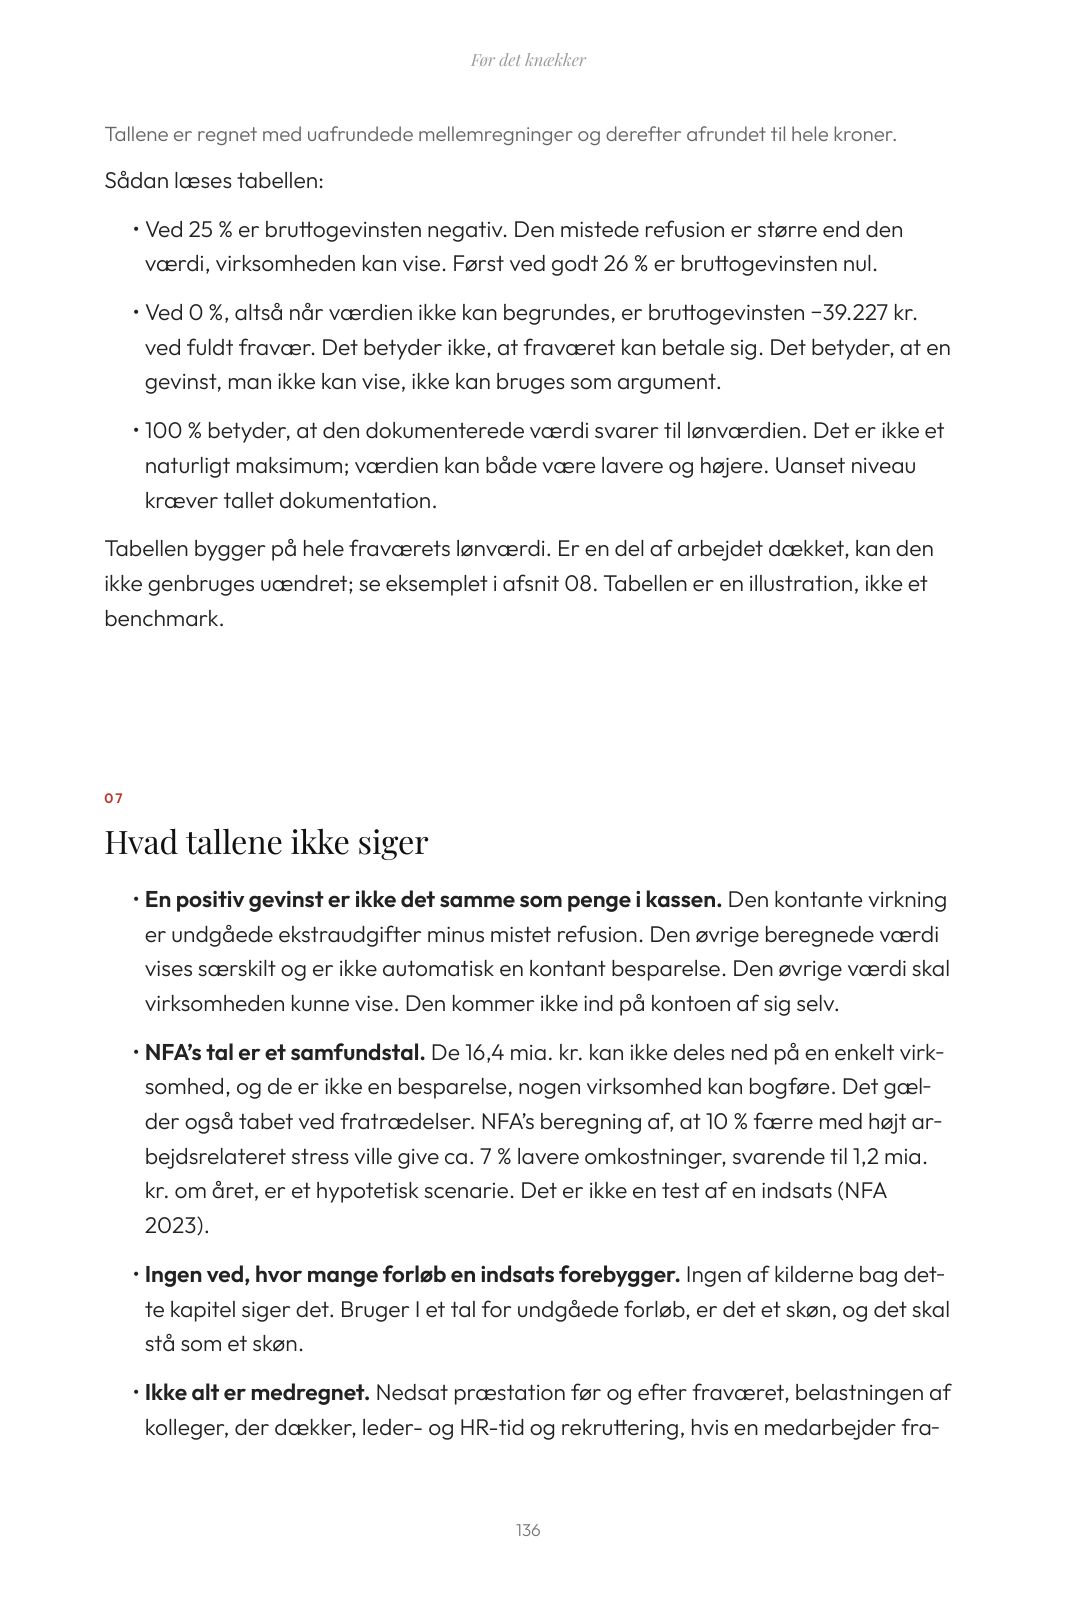 Før det knækker
Tallene er regnet med uafrundede mellemregninger og derefter afrundet til hele kroner.
Sådan læses tabellen:
• Ved 25 % er bruttogevinsten negativ. Den mistede refusion er større end den
værdi, virksomheden kan vise. Først ved godt 26 % er bruttogevinsten nul.
• Ved 0 %, altså når værdien ikke kan begrundes, er bruttogevinsten −39.227 kr.
ved fuldt fravær. Det betyder ikke, at fraværet kan betale sig. Det betyder, at en
gevinst, man ikke kan vise, ikke kan bruges som argument.
• 100 % betyder, at den dokumenterede værdi svarer til lønværdien. Det er ikke et
naturligt maksimum; værdien kan både være lavere og højere. Uanset niveau
kræver tallet dokumentation.
Tabellen bygger på hele fraværets lønværdi. Er en del af arbejdet dækket, kan den
ikke genbruges uændret; se eksemplet i afsnit 08. Tabellen er en illustration, ikke et
benchmark.
07
Hvad tallene ikke siger
• En positiv gevinst er ikke det samme som penge i kassen. Den kontante virkning
er undgåede ekstraudgifter minus mistet refusion. Den øvrige beregnede værdi
vises særskilt og er ikke automatisk en kontant besparelse. Den øvrige værdi skal
virksomheden kunne vise. Den kommer ikke ind på kontoen af sig selv.
• NFA’s tal er et samfundstal. De 16,4 mia. kr. kan ikke deles ned på en enkelt virk-
somhed, og de er ikke en besparelse, nogen virksomhed kan bogføre. Det gæl-
der også tabet ved fratrædelser. NFA’s beregning af, at 10 % færre med højt ar-
bejdsrelateret stress ville give ca. 7 % lavere omkostninger, svarende til 1,2 mia.
kr. om året, er et hypotetisk scenarie. Det er ikke en test af en indsats (NFA
2023).
• Ingen ved, hvor mange forløb en indsats forebygger. Ingen af kilderne bag det-
te kapitel siger det. Bruger I et tal for undgåede forløb, er det et skøn, og det skal
stå som et skøn.
• Ikke alt er medregnet. Nedsat præstation før og efter fraværet, belastningen af
kolleger, der dækker, leder- og HR-tid og rekruttering, hvis en medarbejder fra-
136